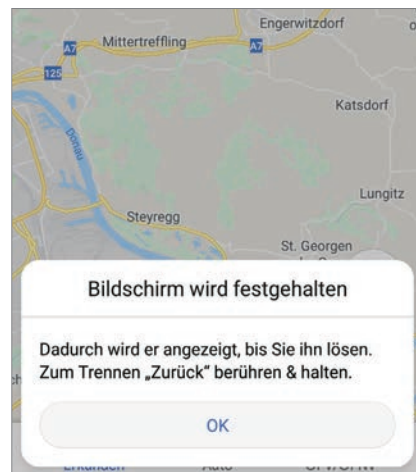 Engerwitzdorf
A7
Mittertreffling
A7
125
Katsdorf
Donau
Lungitz
Steyregg
St. Georgen
Bildschirm wird festgehalten
Dadurch wird er angezeigt, bis Sie ihn lösen.
Zum Trennen „Zurück“ berühren & halten.
OK
Erkunden